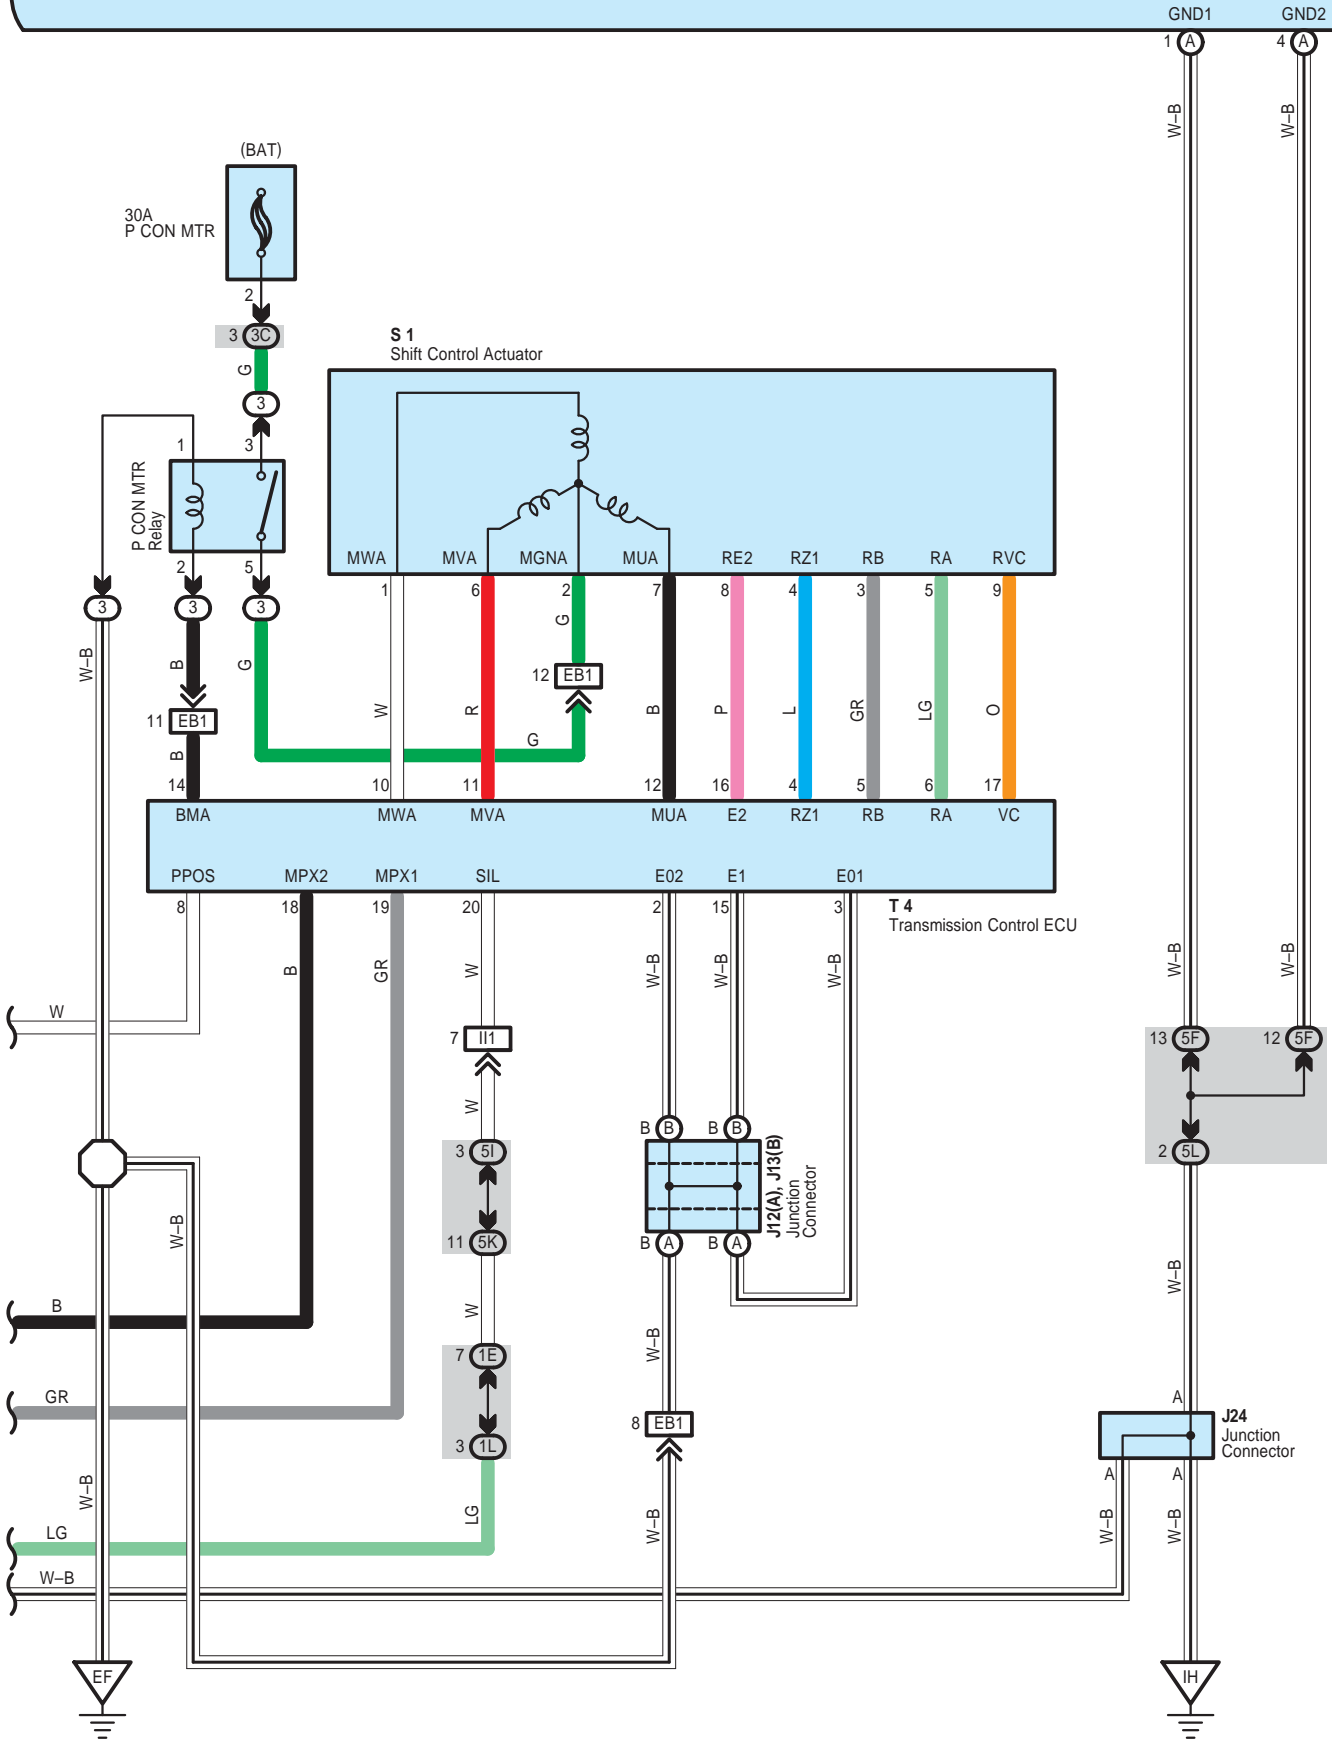 GND1 GND2
1 A 4 A
W–B W–B
(BAT)
30A
P CON MTR
2
3 3C
G
3
1 3
P CON MTR
Relay
2 5
3 3 3
W–B B G
11 EB1
B
S 1
Shift Control Actuator
MWA MVA MGNA MUA RE2 RZ1 RB RA RVC
1 6 2 7 8 4 3 5 9
G
12 EB1
W R B P L GR LG O
G
14 10 11 12 16 4 5 6 17
BMA MWA MVA MUA E2 RZ1 RB RA VC
PPOS MPX2 MPX1 SIL E02 E1 E01
8 18 19 20 2 15 3
T 4
Transmission Control ECU
B GR W W–B W–B W–B W–B W–B
W
7 II1
13 5F 12 5F
W
B B B B
3 5I
2 5L
J12(A), J13(B)
Junction
Connector
W–B
11 5K
B A B A
W–B
B
W
W–B
7 1E
GR
8 EB1
A
J24
Junction
Connector
3 1L
A A
W–B
LG
W–B
W–B W–B
LG
W–B
EF
IH